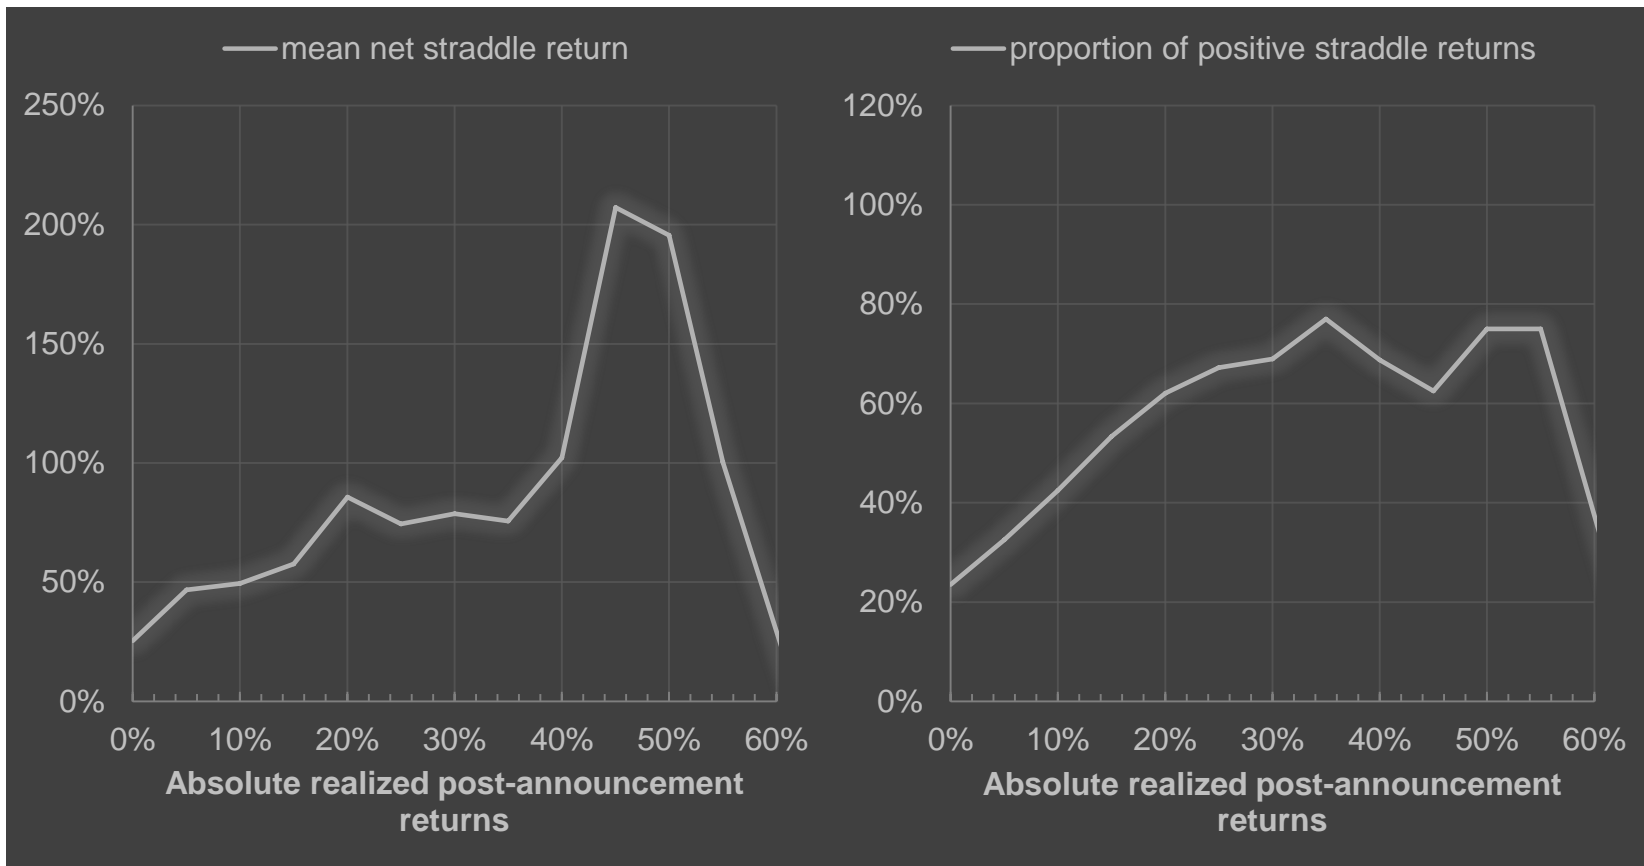 mean net straddle return
250%
200%
150%
100%
50%
0%
0% 10% 20% 30% 40% 50% 60%
Absolute realized post-announcement
returns
proportion of positive straddle returns
120%
100%
80%
60%
40%
20%
0%
0% 10% 20% 30% 40% 50% 60%
Absolute realized post-announcement
returns